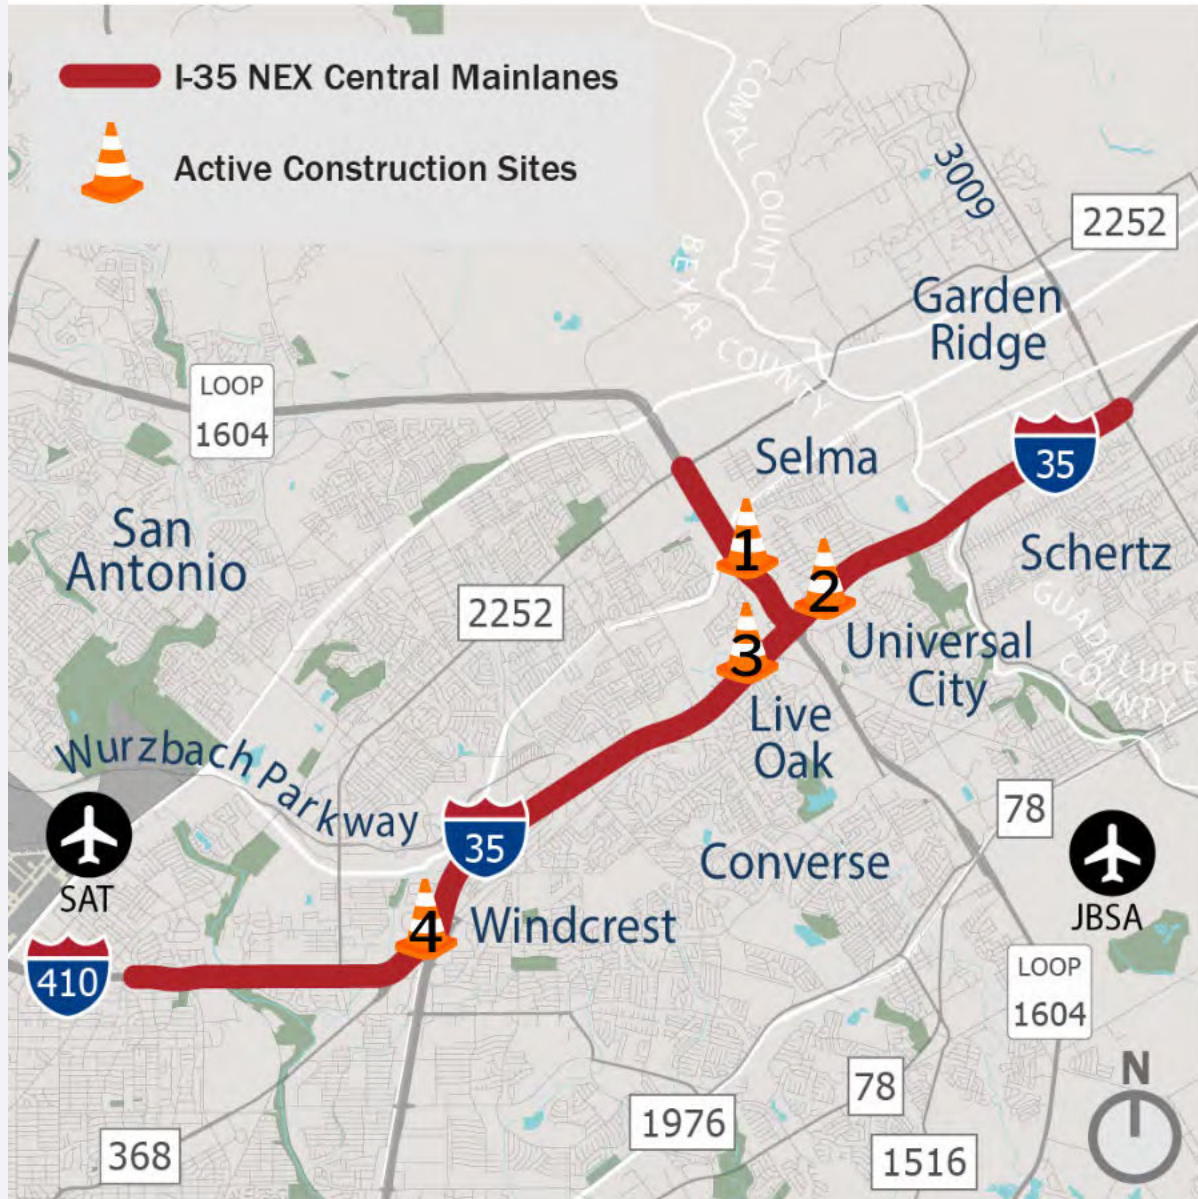 I-35 NEX Central Mainlanes
Active Construction Sites
COMAL COUNTY
BEXAR COUNTY
3009
2252
Garden
Ridge
LOOP
1604
35
Selma
San
Antonio
1
2
Schertz
2252
3
Universal
City
GUADALUPE
COUNTY
Live
Oak
Wurzbach Parkway
78
35
SAT
Converse
JBSA
4
Windcrest
410
LOOP
1604
N
78
1976
368
1516